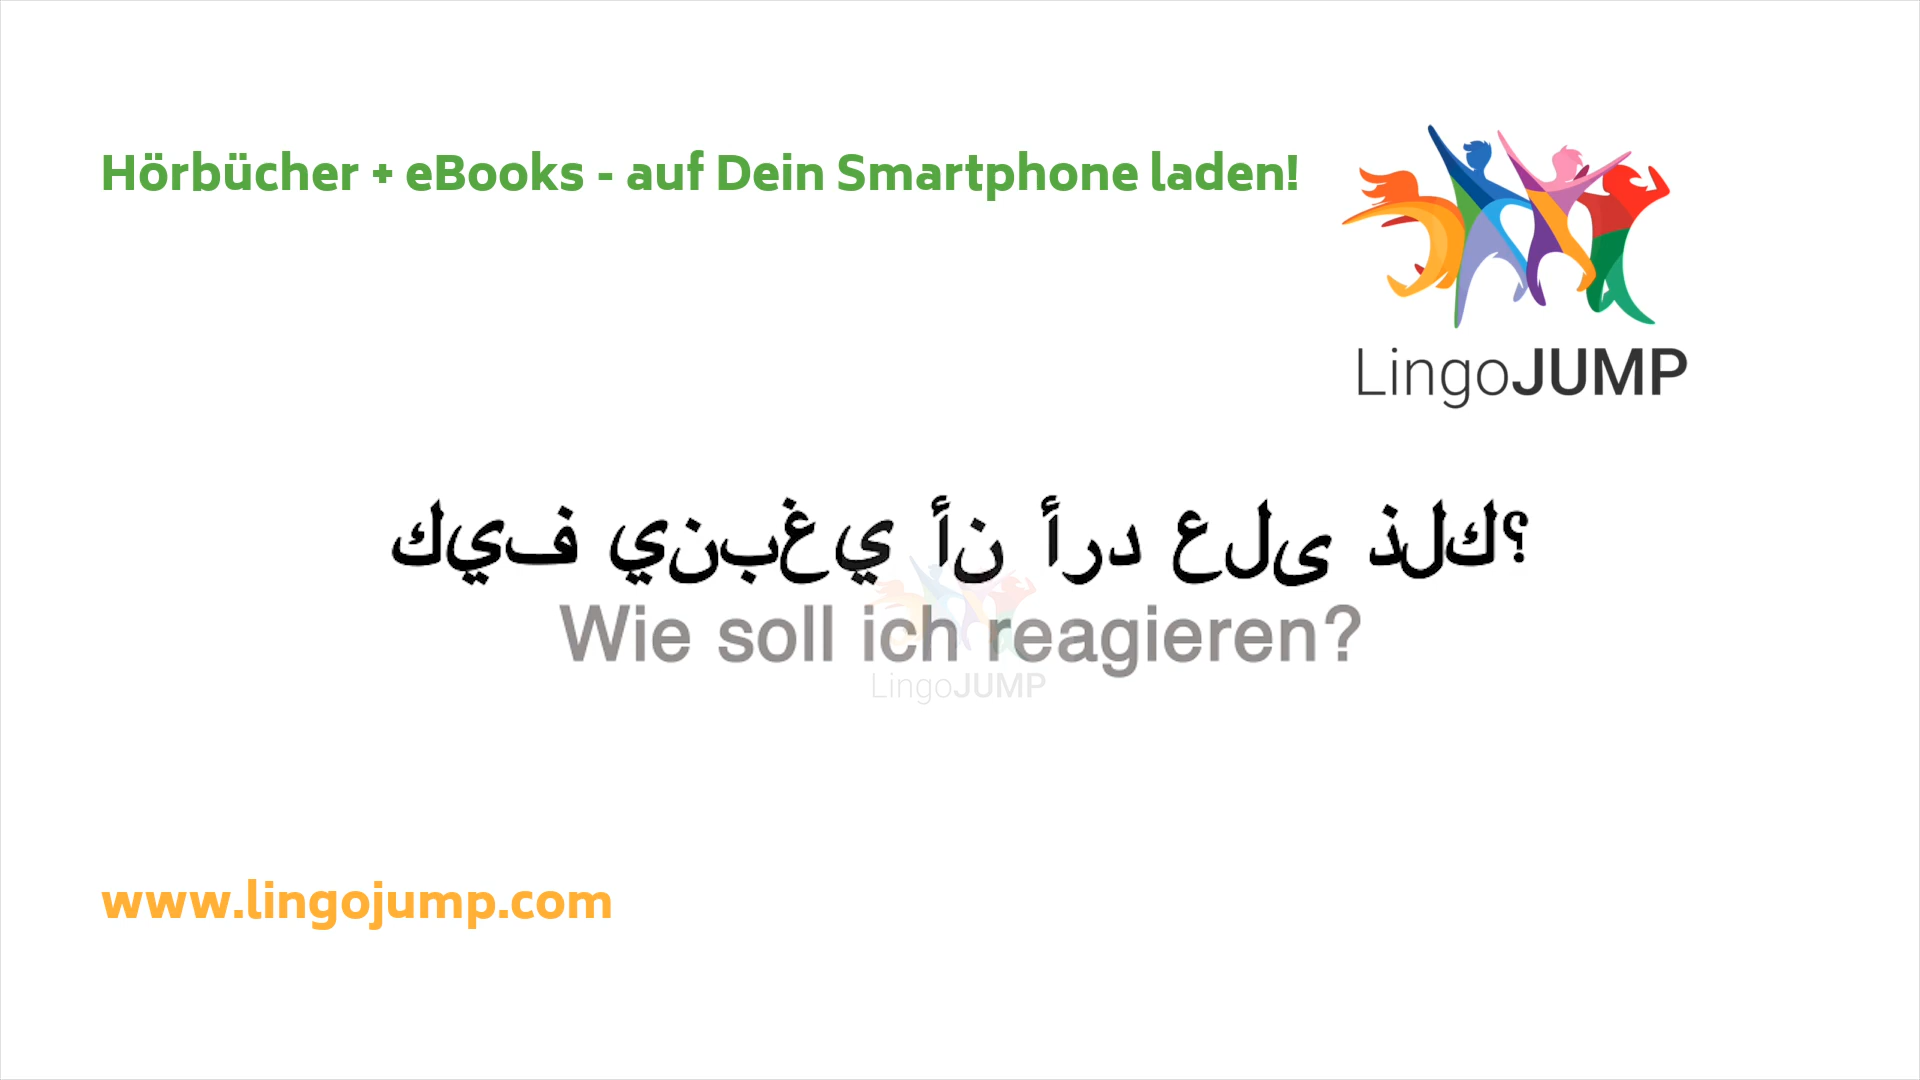 Hörbücher + eBooks - auf Dein Smartphone laden!
LingoJUMP
كيف ينبغي أن أرد على ذلك؟
Wie soll ich reagieren?
LingoJUMP
www.lingojump.com